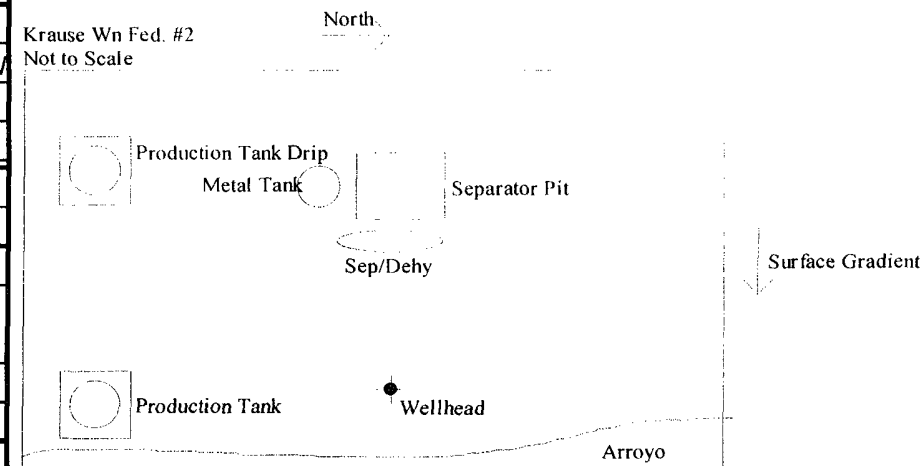 North
Krause Wn Fed. #2
Not to Scale
Production Tank Drip
Metal Tank
Separator Pit
Sep/Dehy
Surface Gradient
Production Tank
Wellhead
Arroyo